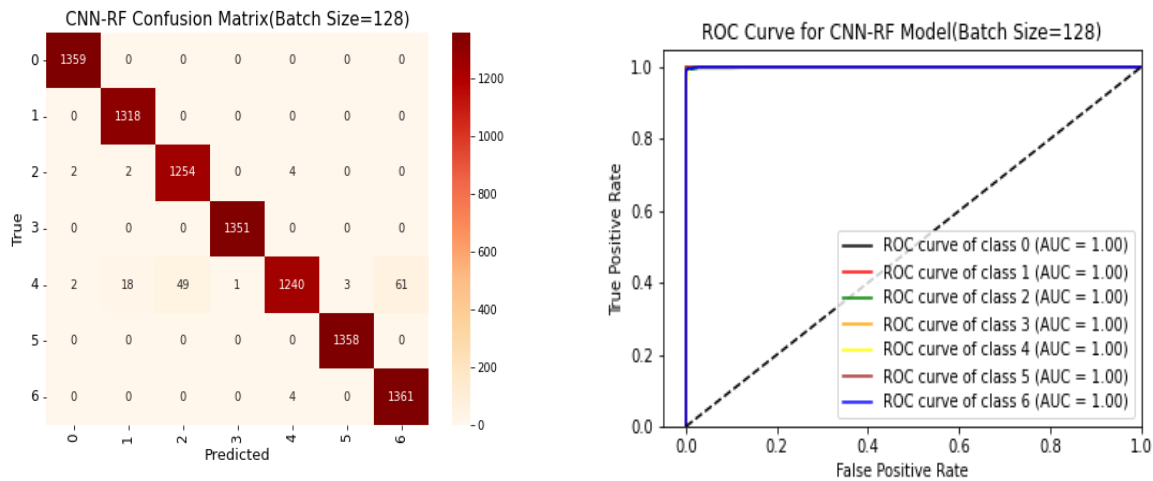 CNN-RF Confusion Matrix(Batch Size=128)
0 1359 0 0 0 0 0 0
1 0 1318 0 0 0 0 0
2 2 2 1254 0 4 0 0
3 0 0 0 1351 0 0 0
4 2 18 49 1 1240 3 61
5 0 0 0 0 0 1358 0
6 0 0 0 0 4 0 1361
0 1 2 3 4 5 6
Predicted
True
1200
1000
800
600
400
200
0
ROC Curve for CNN-RF Model(Batch Size=128)
True Positive Rate
1.0
0.8
0.6
0.4
0.2
0.0
ROC curve of class 0 (AUC = 1.00)
ROC curve of class 1 (AUC = 1.00)
ROC curve of class 2 (AUC = 1.00)
ROC curve of class 3 (AUC = 1.00)
ROC curve of class 4 (AUC = 1.00)
ROC curve of class 5 (AUC = 1.00)
ROC curve of class 6 (AUC = 1.00)
0.0 0.2 0.4 0.6 0.8 1.0
False Positive Rate